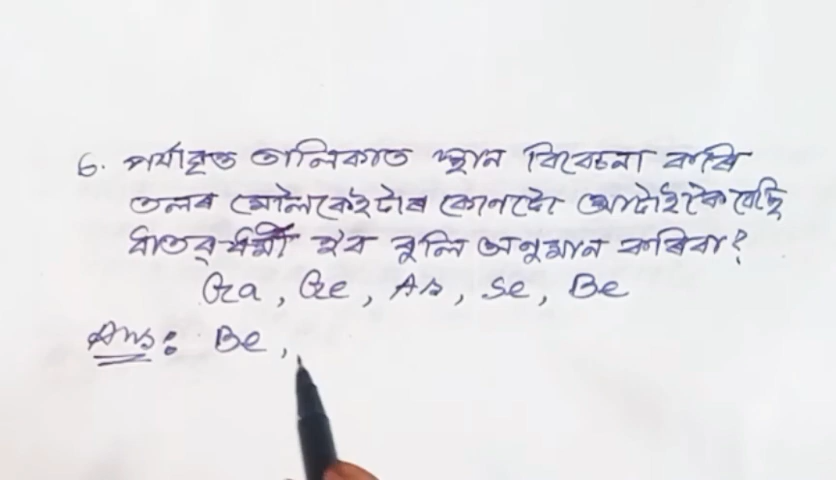 6. পৰ্যাবৃত্ত তালিকাত স্থান বিবেচনা কৰি
তলৰ মৌলকেইটাৰ কোনটো আটাইকৈ বেছি
ধাতৱধৰ্মী হব বুলি অনুমান কৰিবা?
Ga, Ge, As, Se, Be
Ans: Be,